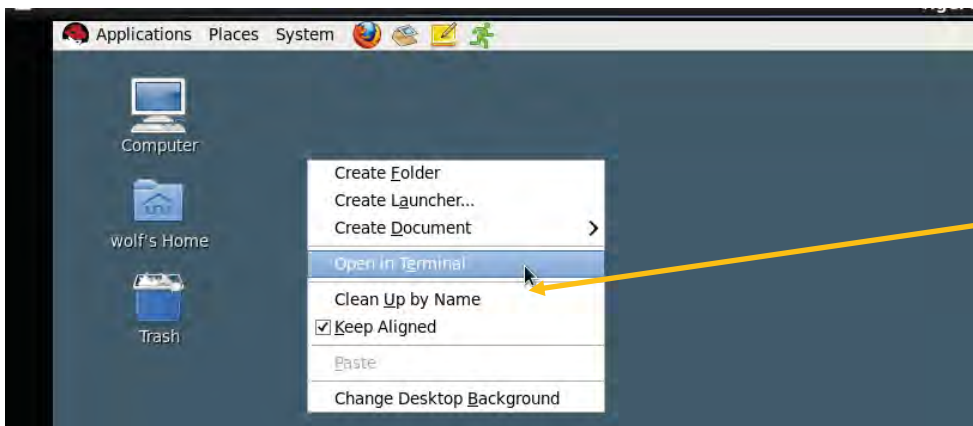 Applications Places System
Computer
wolf's Home
Trash
Create Folder
Create Launcher...
Create Document
Open in Terminal
Clean Up by Name
Keep Aligned
Paste
Change Desktop Background